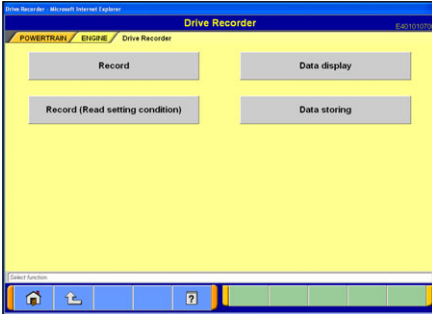 Drive Recorder - Microsoft Internet Explorer
Drive Recorder
E401010700
POWERTRAIN ENGINE Drive Recorder
Record Data display
Record (Read setting condition) Data storing
Select function.
?